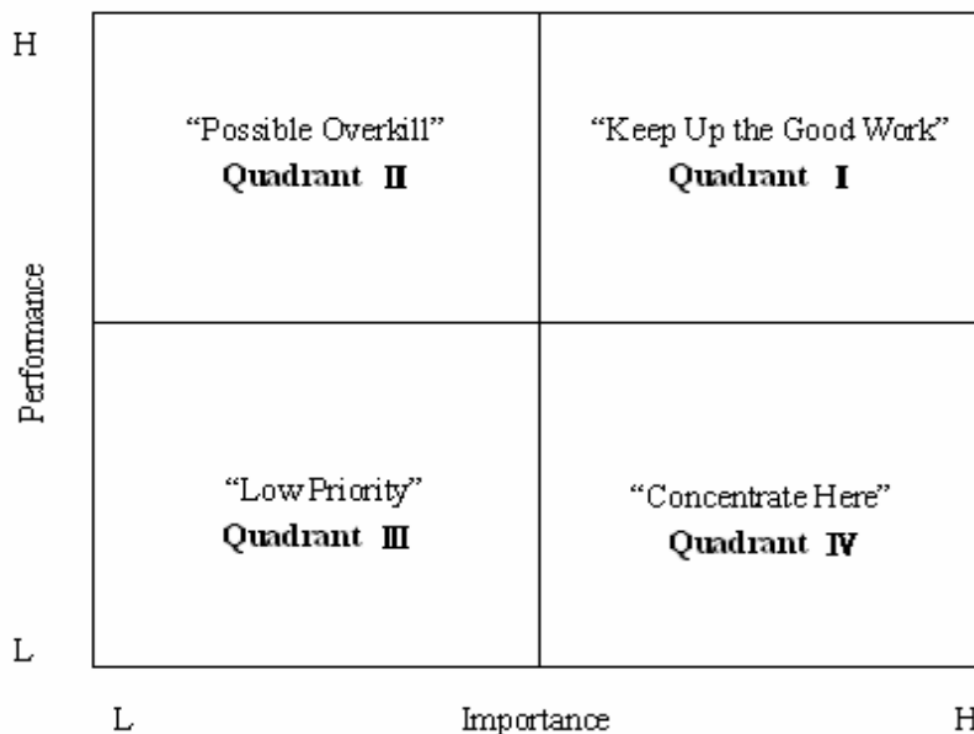 H
“Possible Overkill”
Quadrant II
“Keep Up the Good Work”
Quadrant I
Performance
“Low Priority”
Quadrant III
“Concentrate Here”
Quadrant IV
L
L
Importance
H